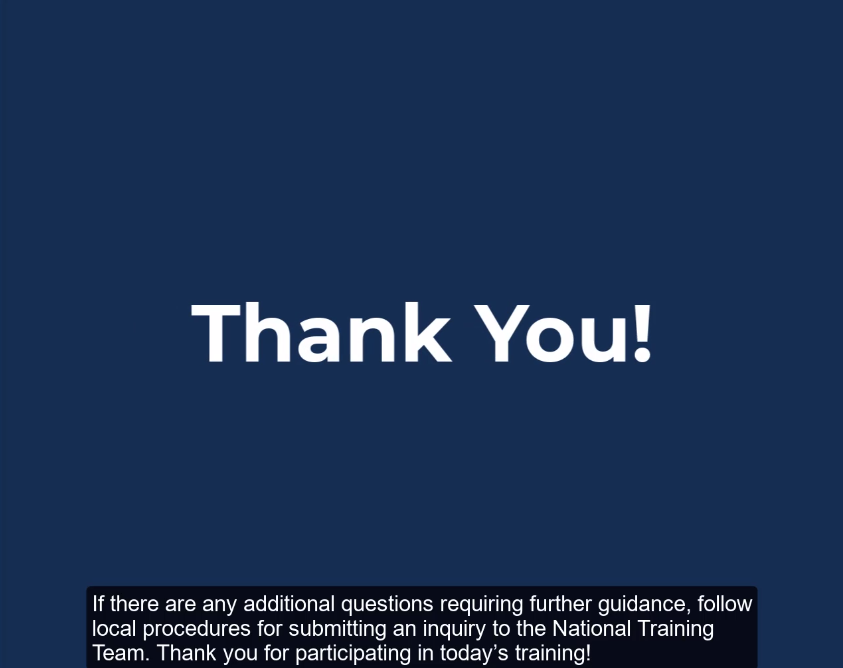 Thank You!
If there are any additional questions requiring further guidance, follow
local procedures for submitting an inquiry to the National Training
Team. Thank you for participating in today’s training!